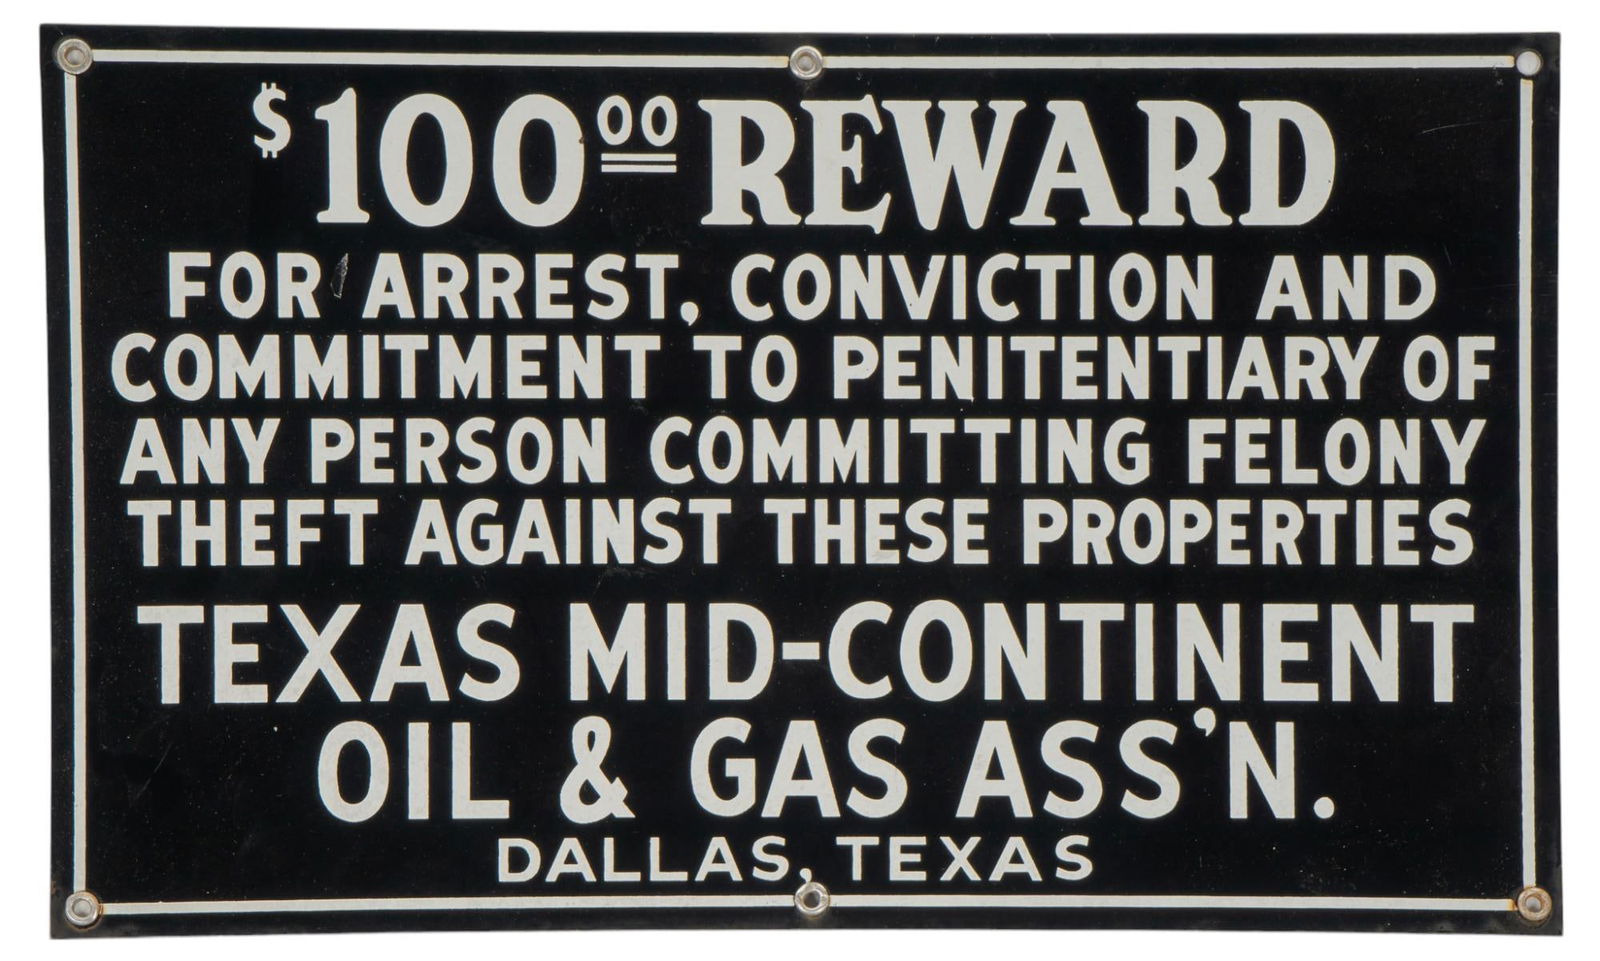 $100 00 REWARD
FOR ARREST, CONVICTION AND
COMMITMENT TO PENITENTIARY OF
ANY PERSON COMMITTING FELONY
THEFT AGAINST THESE PROPERTIES
TEXAS MID-CONTINENT
OIL & GAS ASS'N.
DALLAS, TEXAS